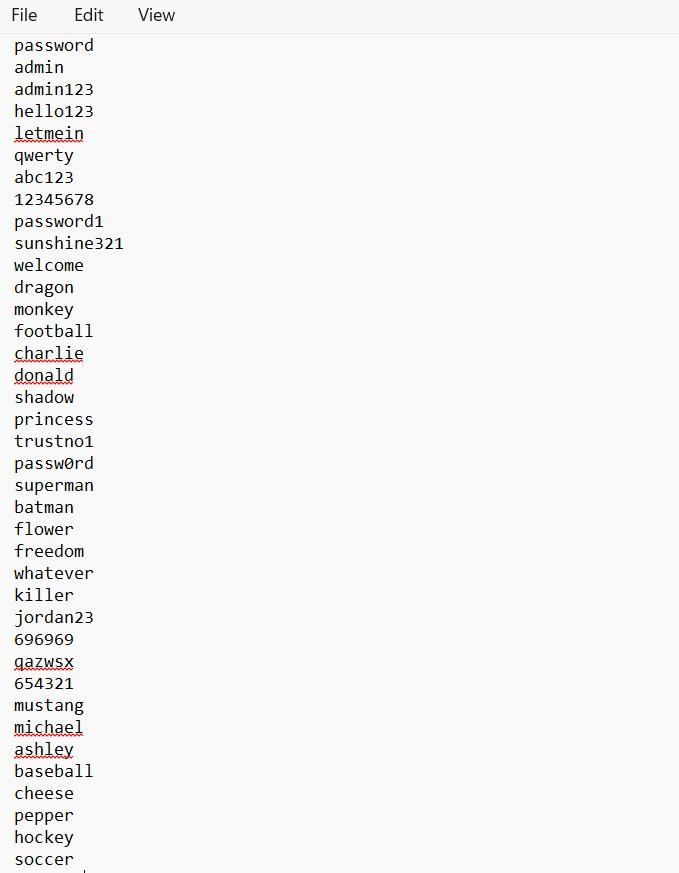 File Edit View
password
admin
admin123
hello123
letmein
qwerty
abc123
12345678
password1
sunshine321
welcome
dragon
monkey
football
charlie
donald
shadow
princess
trustno1
passw0rd
superman
batman
flower
freedom
whatever
killer
jordan23
696969
qazwsx
654321
mustang
michael
ashley
baseball
cheese
pepper
hockey
soccer